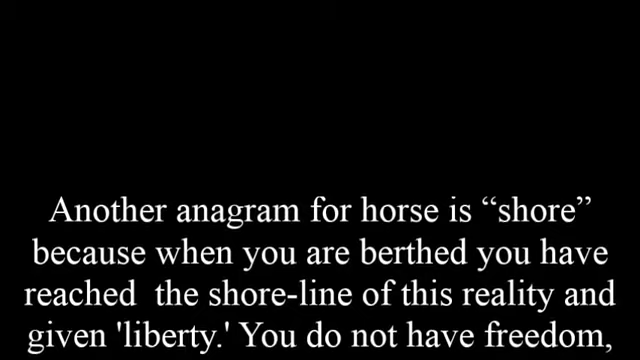 Another anagram for horse is “shore”
because when you are berthed you have
reached  the shore-line of this reality and
given 'liberty.' You do not have freedom,